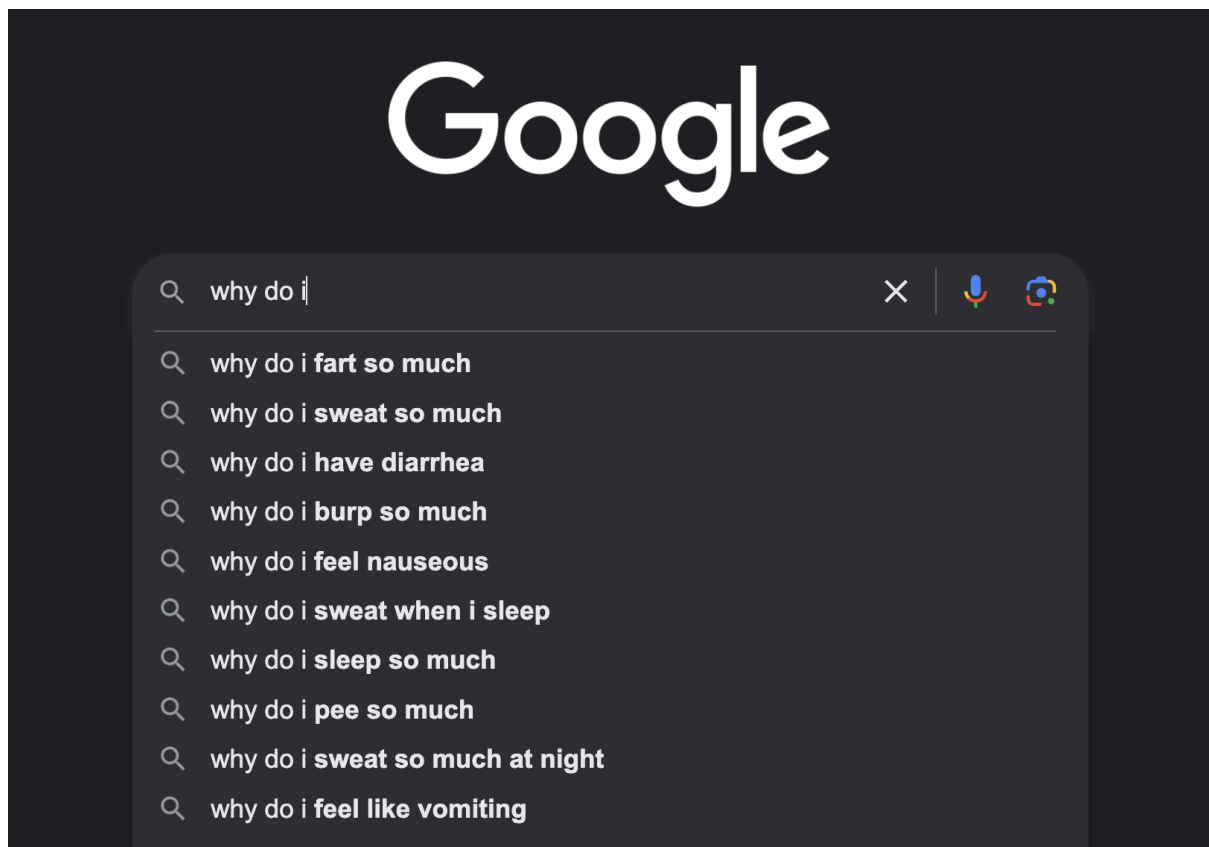 Google
why do i
why do i fart so much
why do i sweat so much
why do i have diarrhea
why do i burp so much
why do i feel nauseous
why do i sweat when i sleep
why do i sleep so much
why do i pee so much
why do i sweat so much at night
why do i feel like vomiting